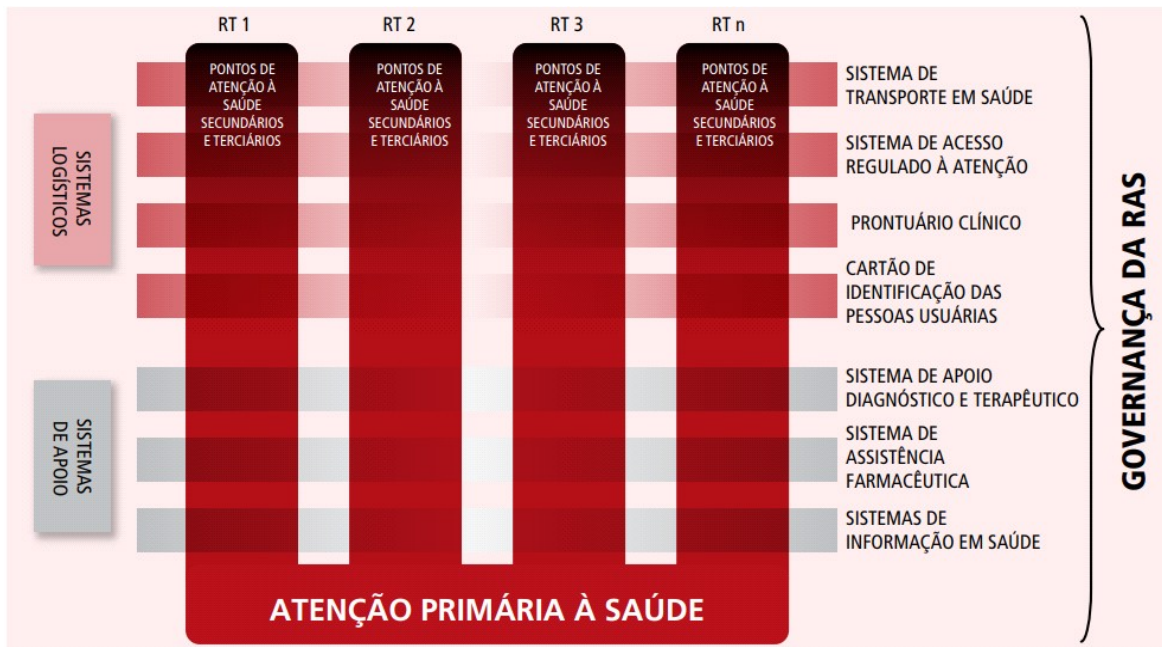 RT 1
RT 2
RT 3
RT n
PONTOS DE
ATENÇÃO À
SAÚDE
SECUNDÁRIOS
E TERCIÁRIOS
PONTOS DE
ATENÇÃO À
SAÚDE
SECUNDÁRIOS
E TERCIÁRIOS
PONTOS DE
ATENÇÃO À
SAÚDE
SECUNDÁRIOS
E TERCIÁRIOS
PONTOS DE
ATENÇÃO À
SAÚDE
SECUNDÁRIOS
E TERCIÁRIOS
SISTEMAS
LOGÍSTICOS
SISTEMA DE
TRANSPORTE EM SAÚDE
SISTEMA DE ACESSO
REGULADO À ATENÇÃO
PRONTUÁRIO CLÍNICO
CARTÃO DE
IDENTIFICAÇÃO DAS
PESSOAS USUÁRIAS
SISTEMAS
DE APOIO
SISTEMA DE APOIO
DIAGNÓSTICO E TERAPÊUTICO
SISTEMA DE
ASSISTÊNCIA
FARMACÊUTICA
SISTEMAS DE
INFORMAÇÃO EM SAÚDE
GOVERNANÇA DA RAS
ATENÇÃO PRIMÁRIA À SAÚDE